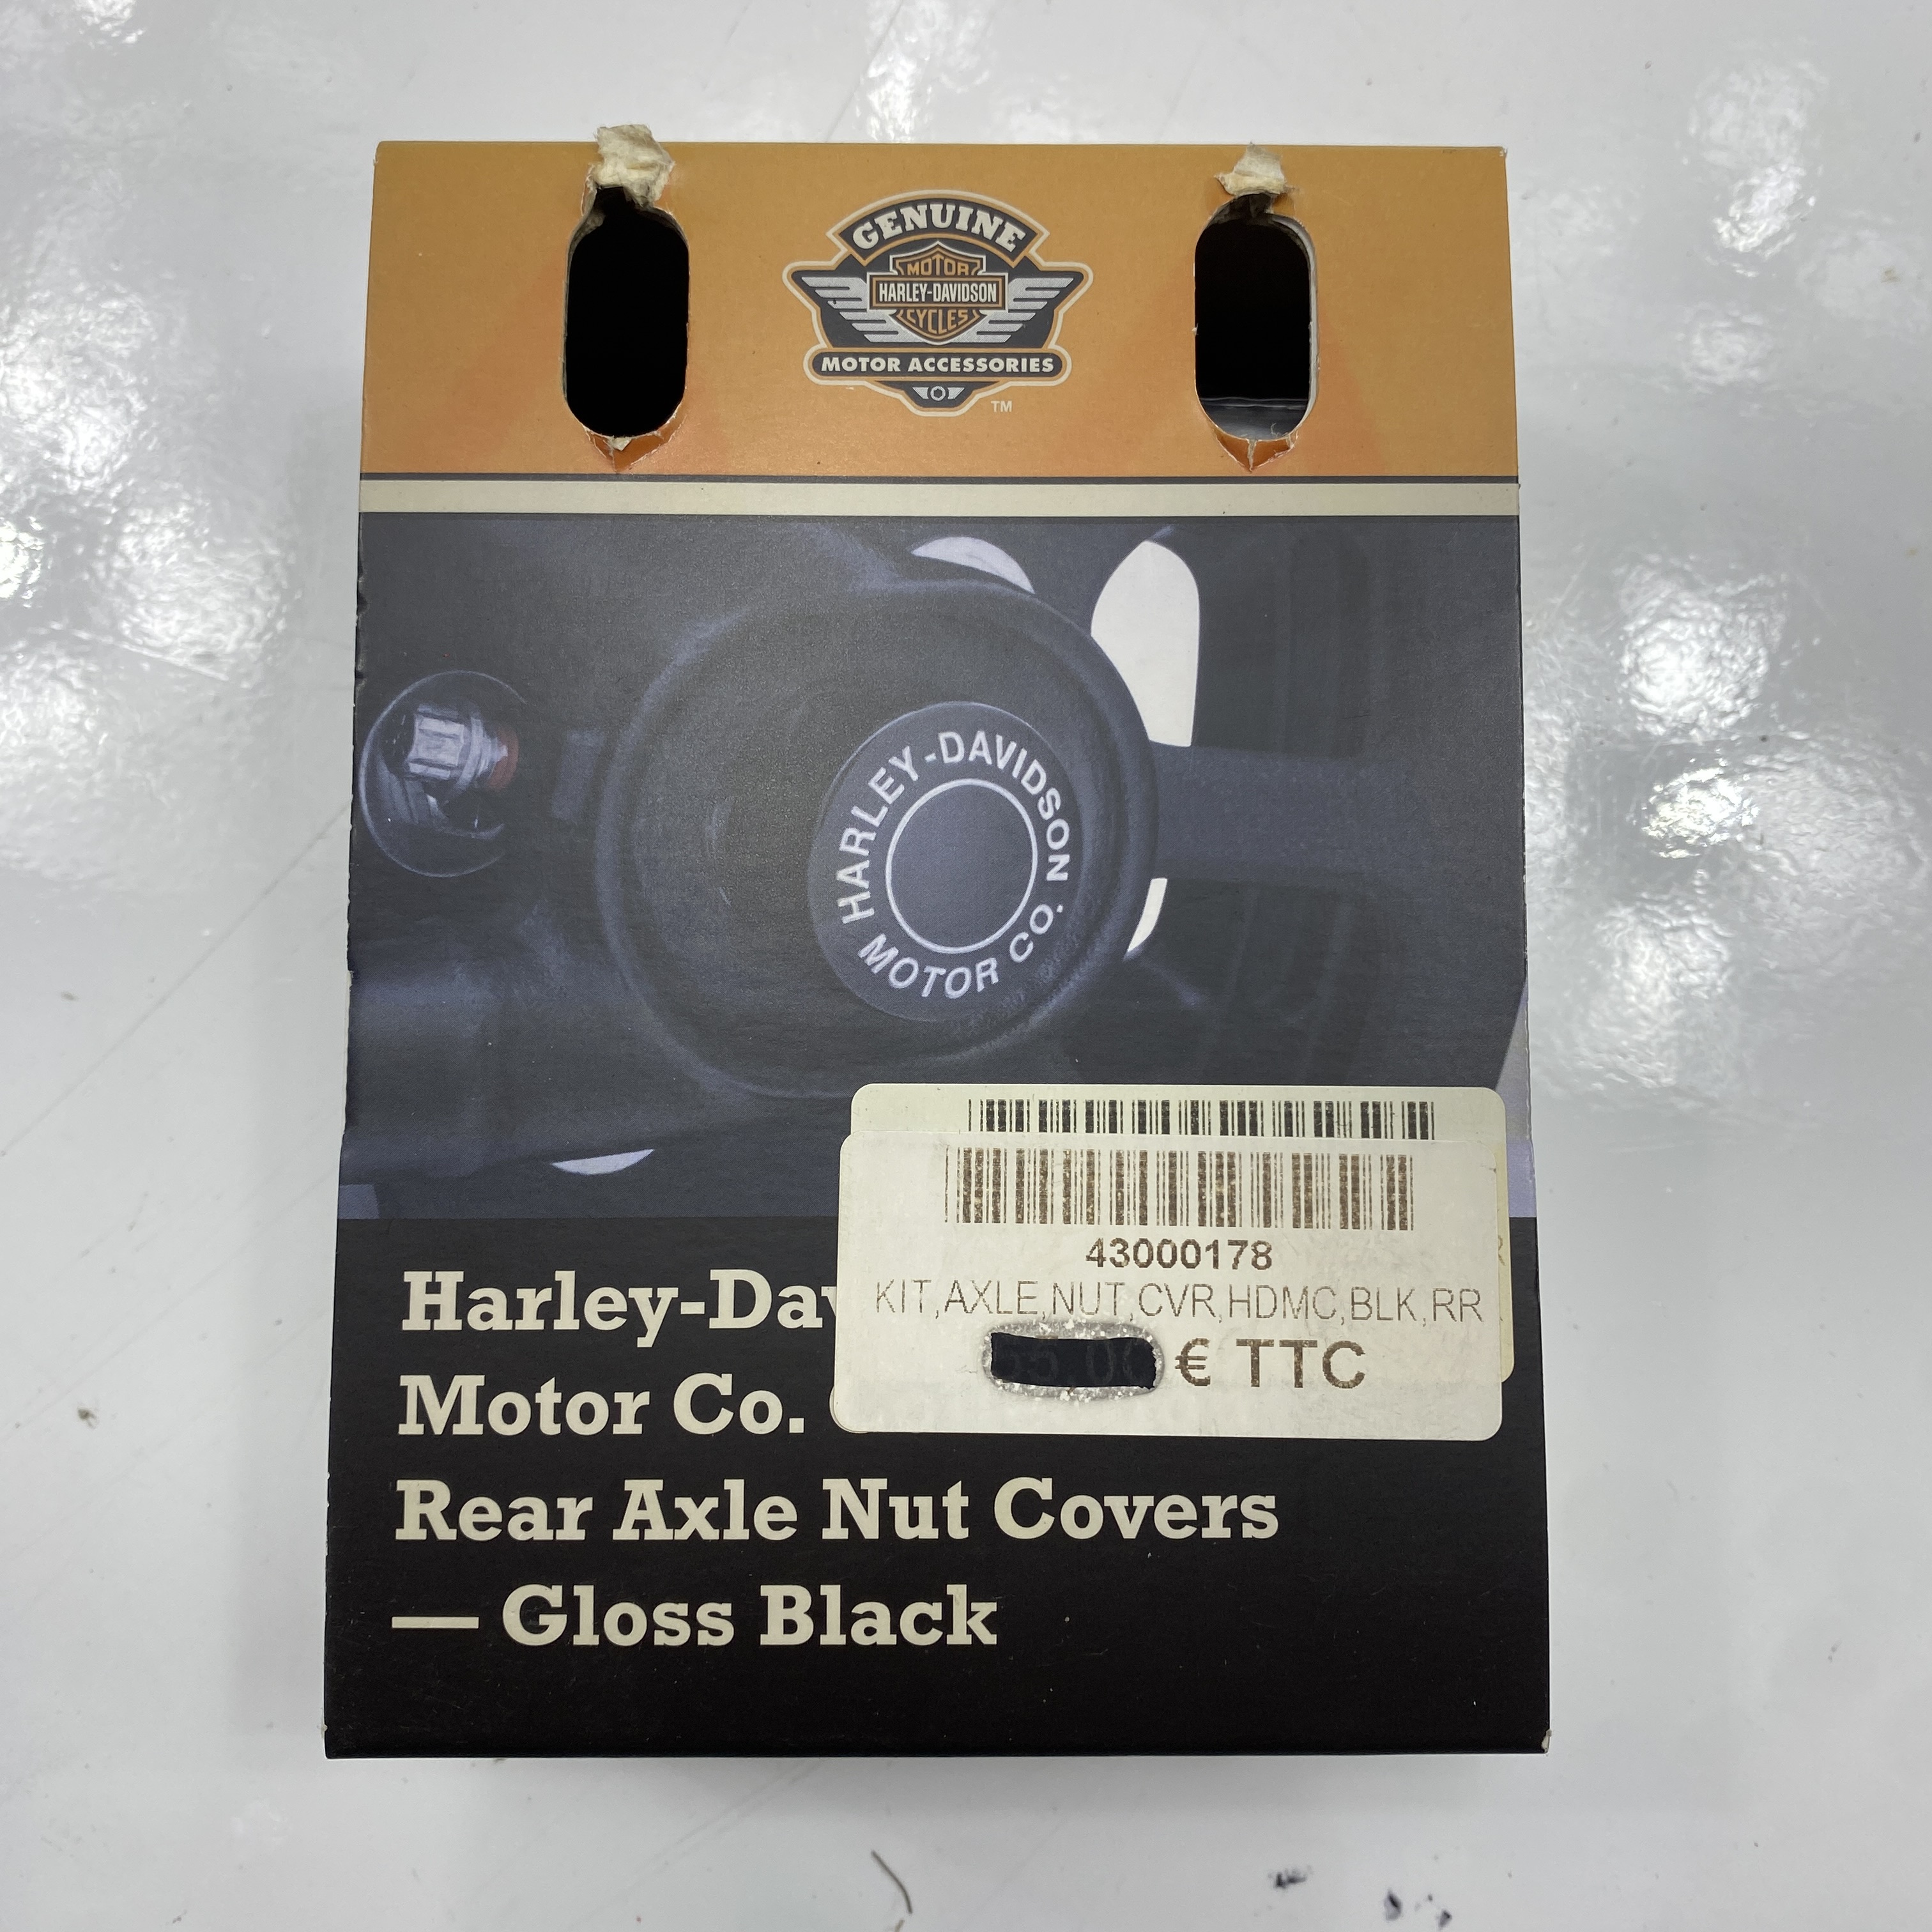 GENUINE
MOTOR
HARLEY-DAVIDSON
CYCLES
MOTOR ACCESSORIES
TM
HARLEY-DAVIDSON
MOTOR CO.
43000178
KIT,AXLE,NUT,CVR,HDMC,BLK,RR
€ TTC
Harley-Dav
Motor Co.
Rear Axle Nut Covers
— Gloss Black